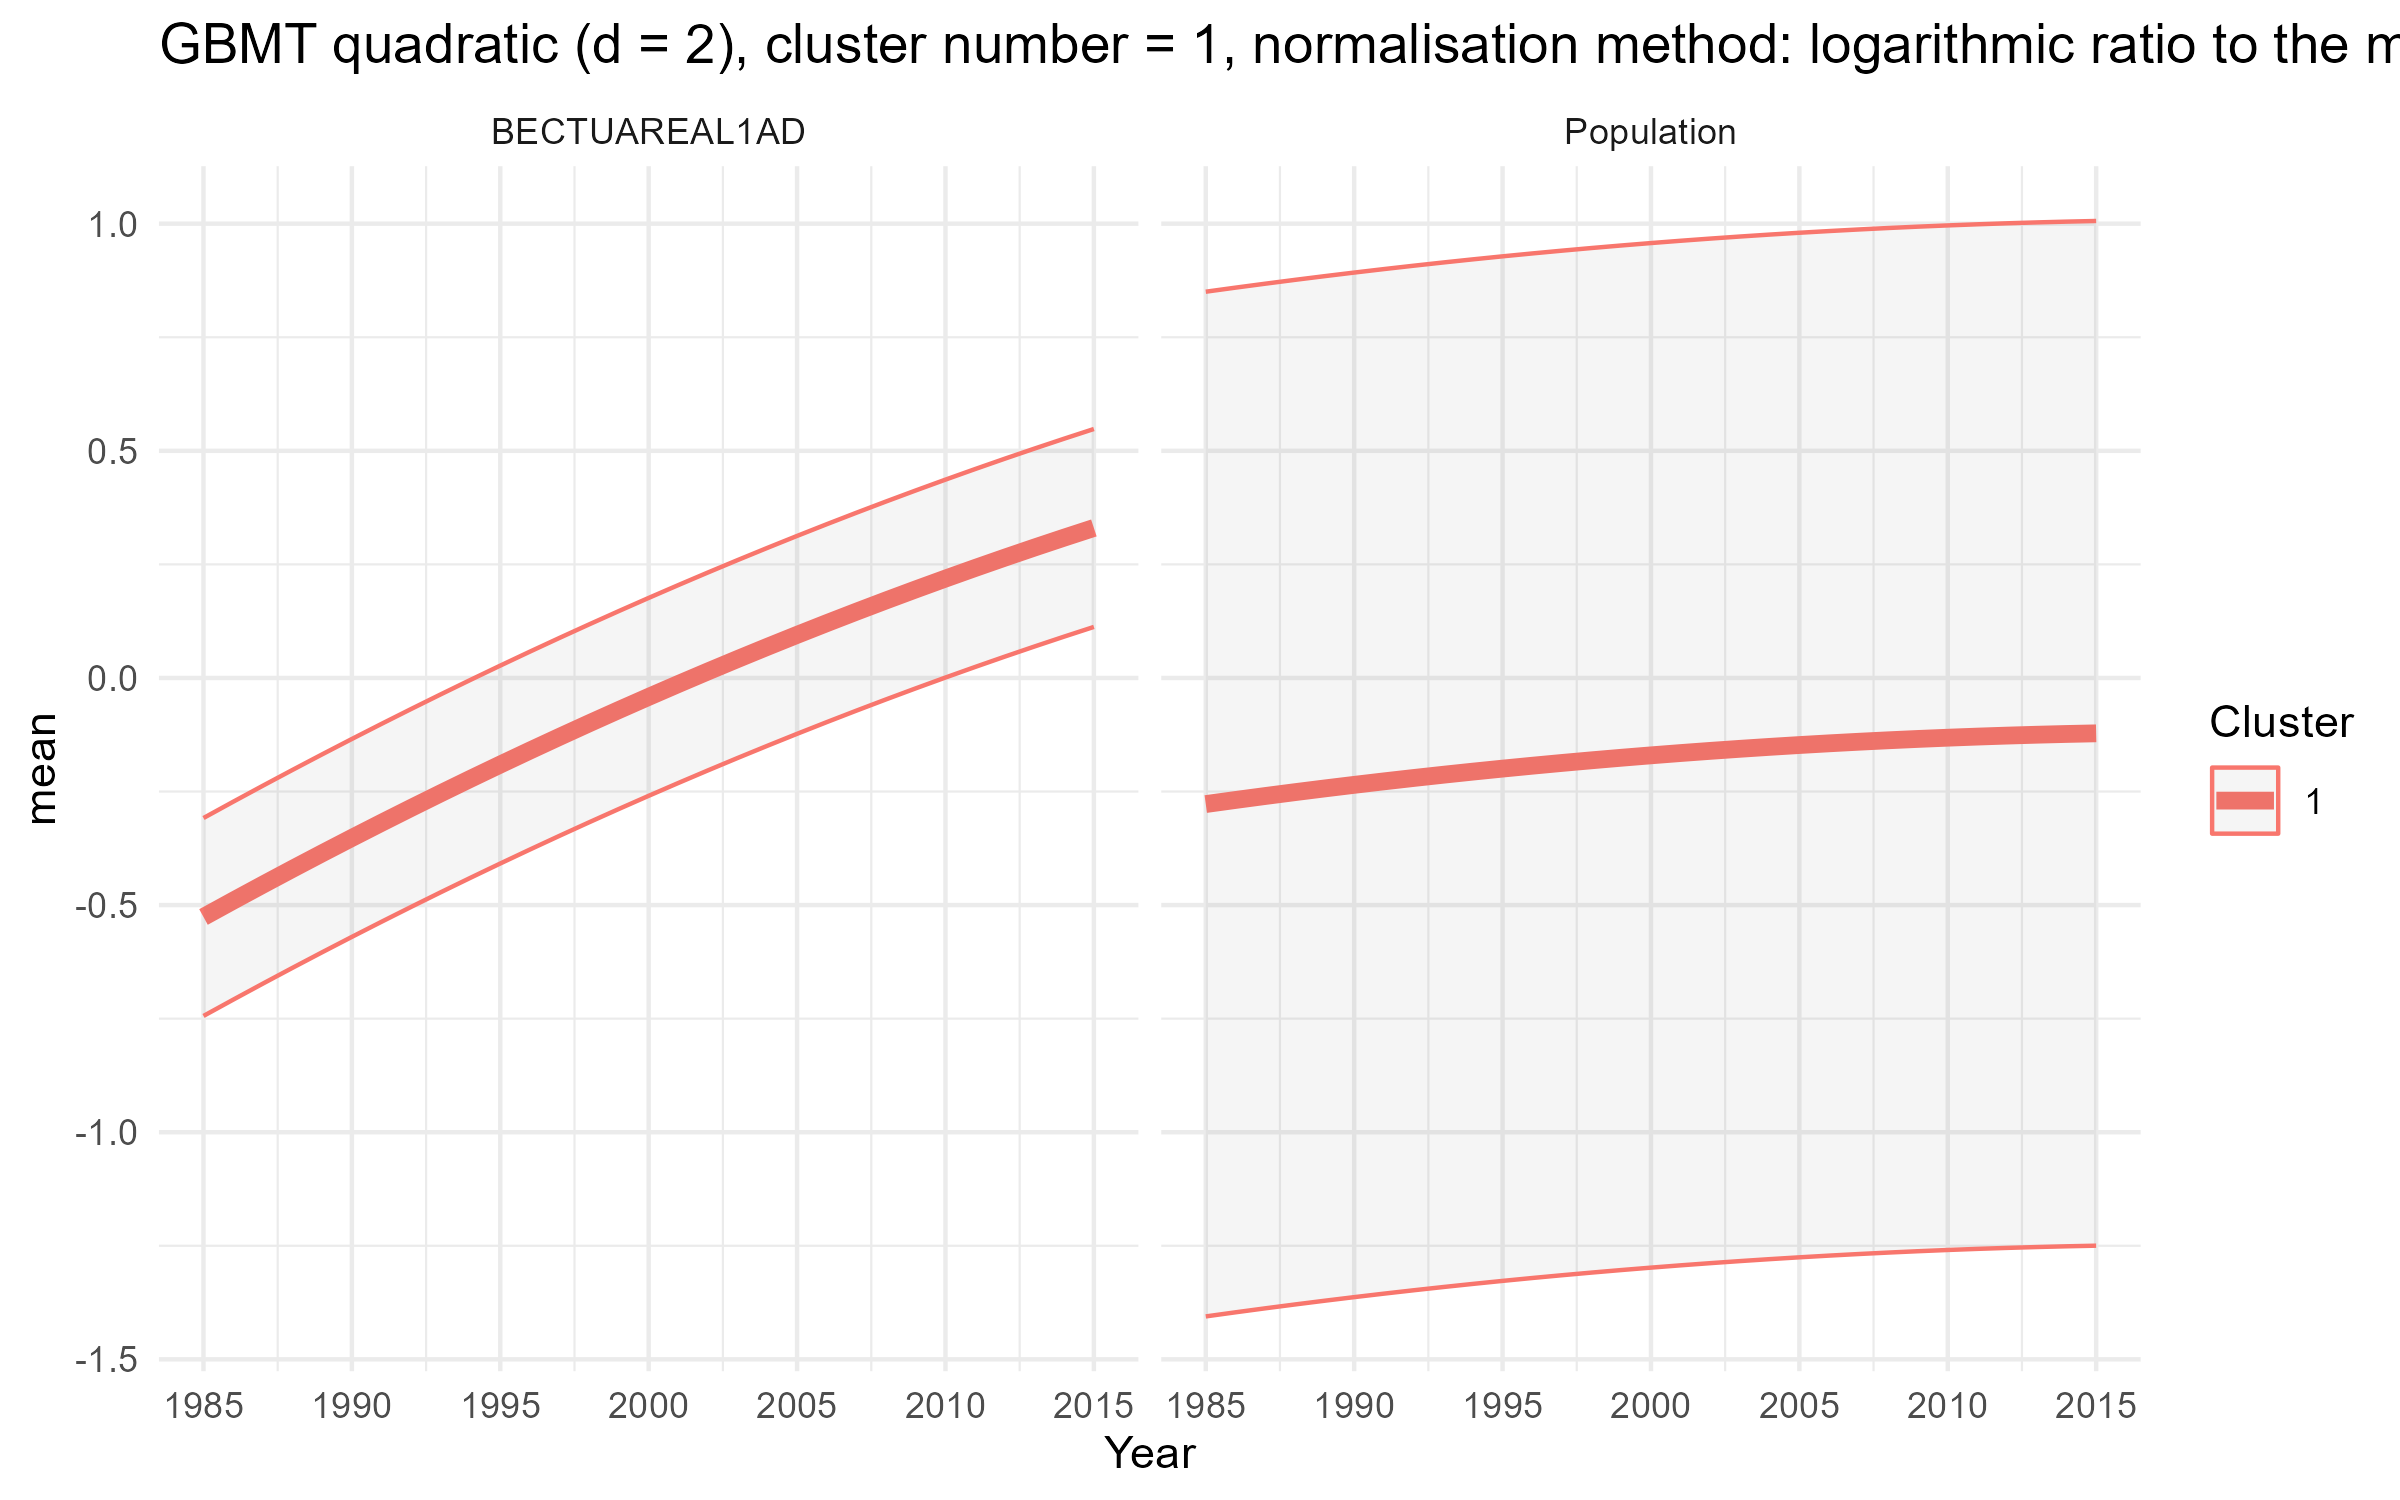 GBMT quadratic (d = 2), cluster number = 1, normalisation method: logarithmic ratio to the
BECTUAREAL1AD Population
1.0
0.5
0.0
-0.5
-1.0
-1.5
mean
Cluster
1
1985 1990 1995 2000 2005 2010 2015 1985 1990 1995 2000 2005 2010 2015
Year